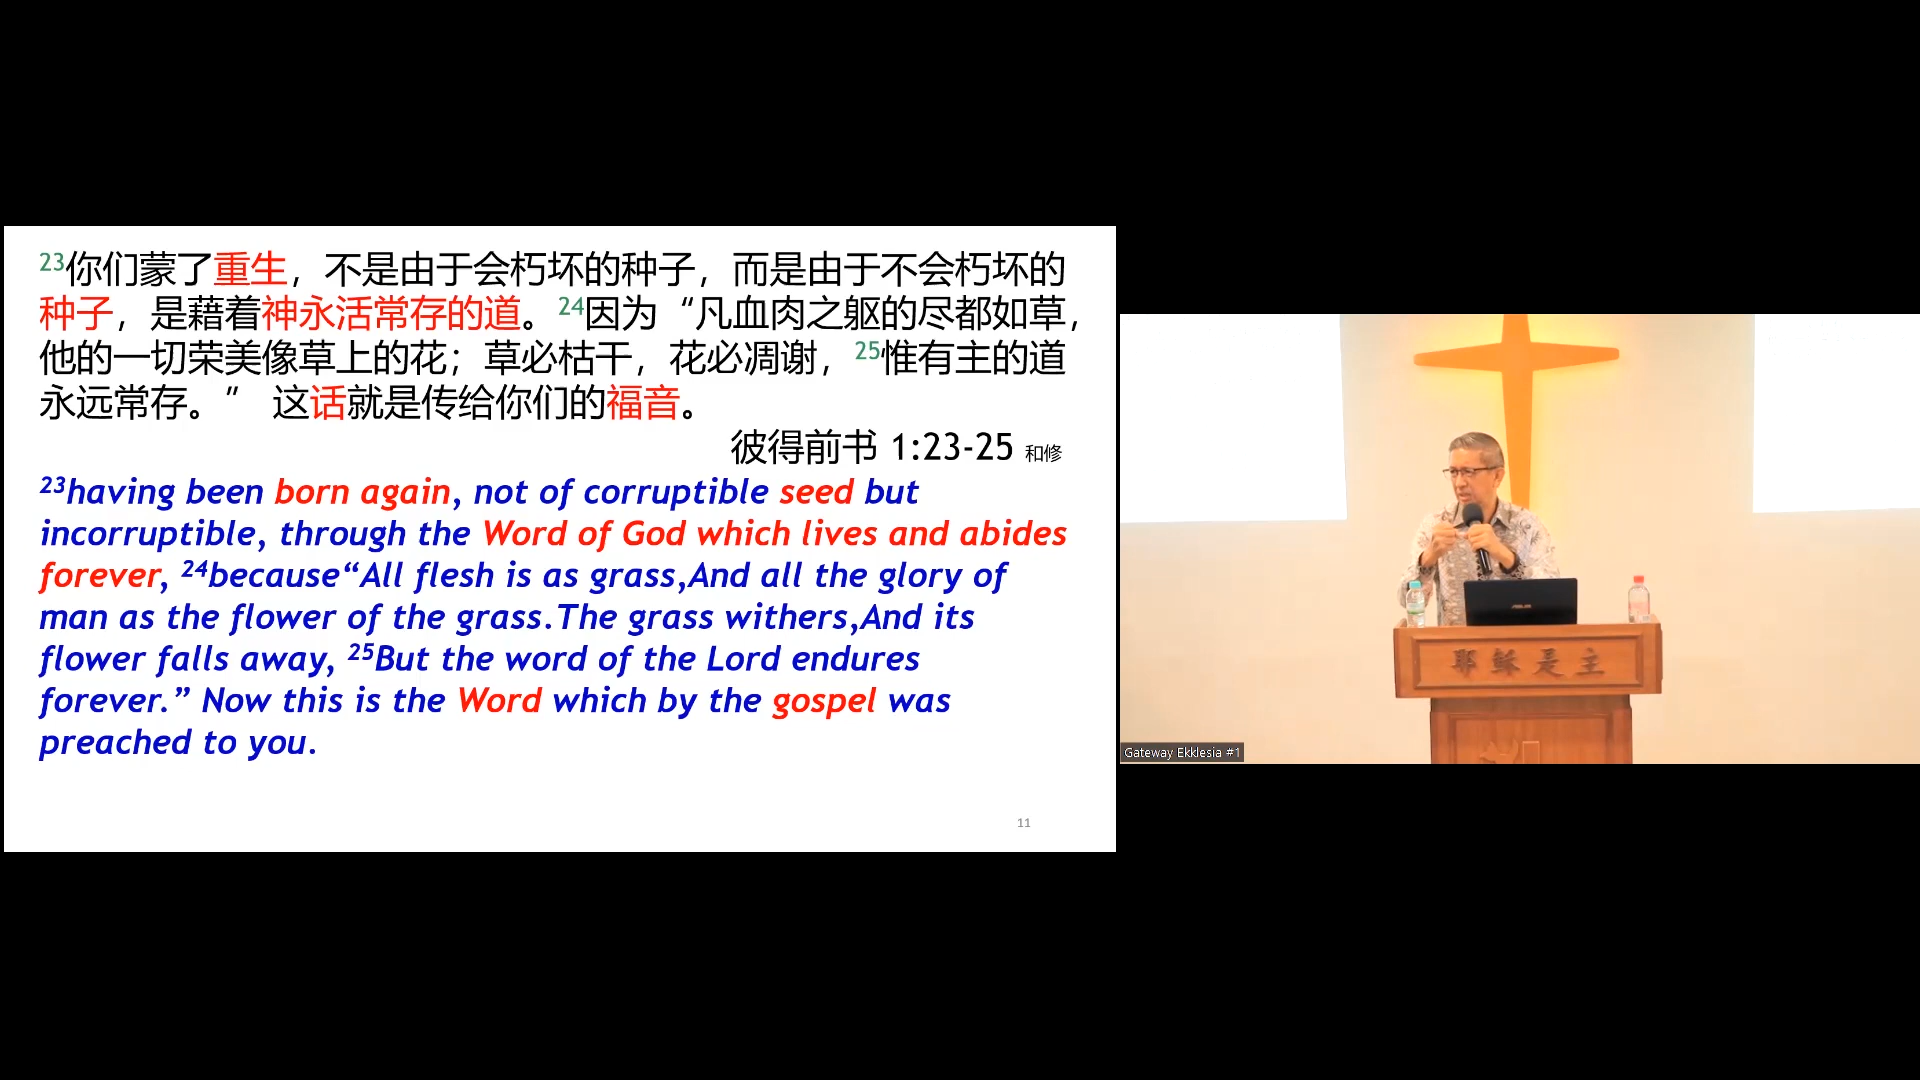 23你们蒙了重生，不是由于会朽坏的种子，而是由于不会朽坏的
种子，是藉着神永活常存的道。24因为“凡血肉之躯的尽都如草，
他的一切荣美像草上的花；草必枯干，花必凋谢，25惟有主的道
永远常存。” 这话就是传给你们的福音。
彼得前书 1:23-25 和修
23having been born again, not of corruptible seed but
incorruptible, through the Word of God which lives and abides
forever, 24because“All flesh is as grass,And all the glory of
man as the flower of the grass.The grass withers,And its
flower falls away, 25But the word of the Lord endures
forever.” Now this is the Word which by the gospel was
preached to you.
11
ASUS
耶稣是主
Gateway Ekklesia #1